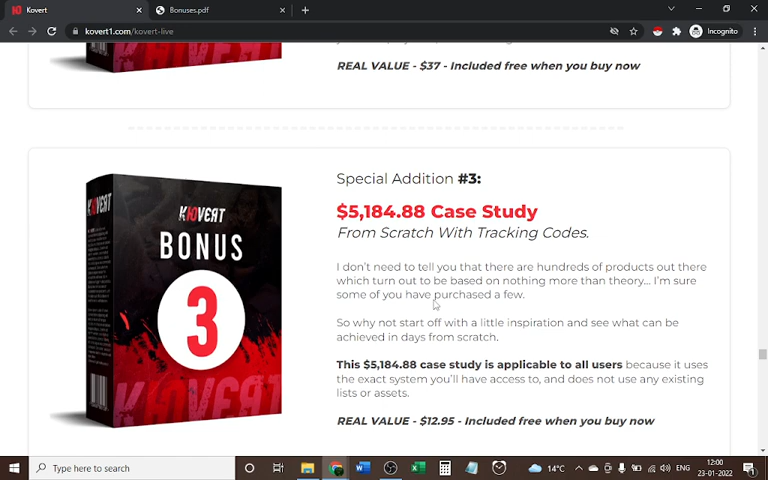 Kovert
Bonuses.pdf
kovert1.com/kovert-live
Incognito
REAL VALUE - $37 - Included free when you buy now
K10VERT
BONUS
3
Special Addition #3:
$5,184.88 Case Study
From Scratch With Tracking Codes.
I don't need to tell you that there are hundreds of products out there
which turn out to be based on nothing more than theory... I'm sure
some of you have purchased a few.
So why not start off with a little inspiration and see what can be
achieved in days from scratch.
This $5,184.88 case study is applicable to all users because it uses
the exact system you'll have access to, and does not use any existing
lists or assets.
REAL VALUE - $12.95 - Included free when you buy now
Type here to search
14°C
ENG
12:00
23-01-2022